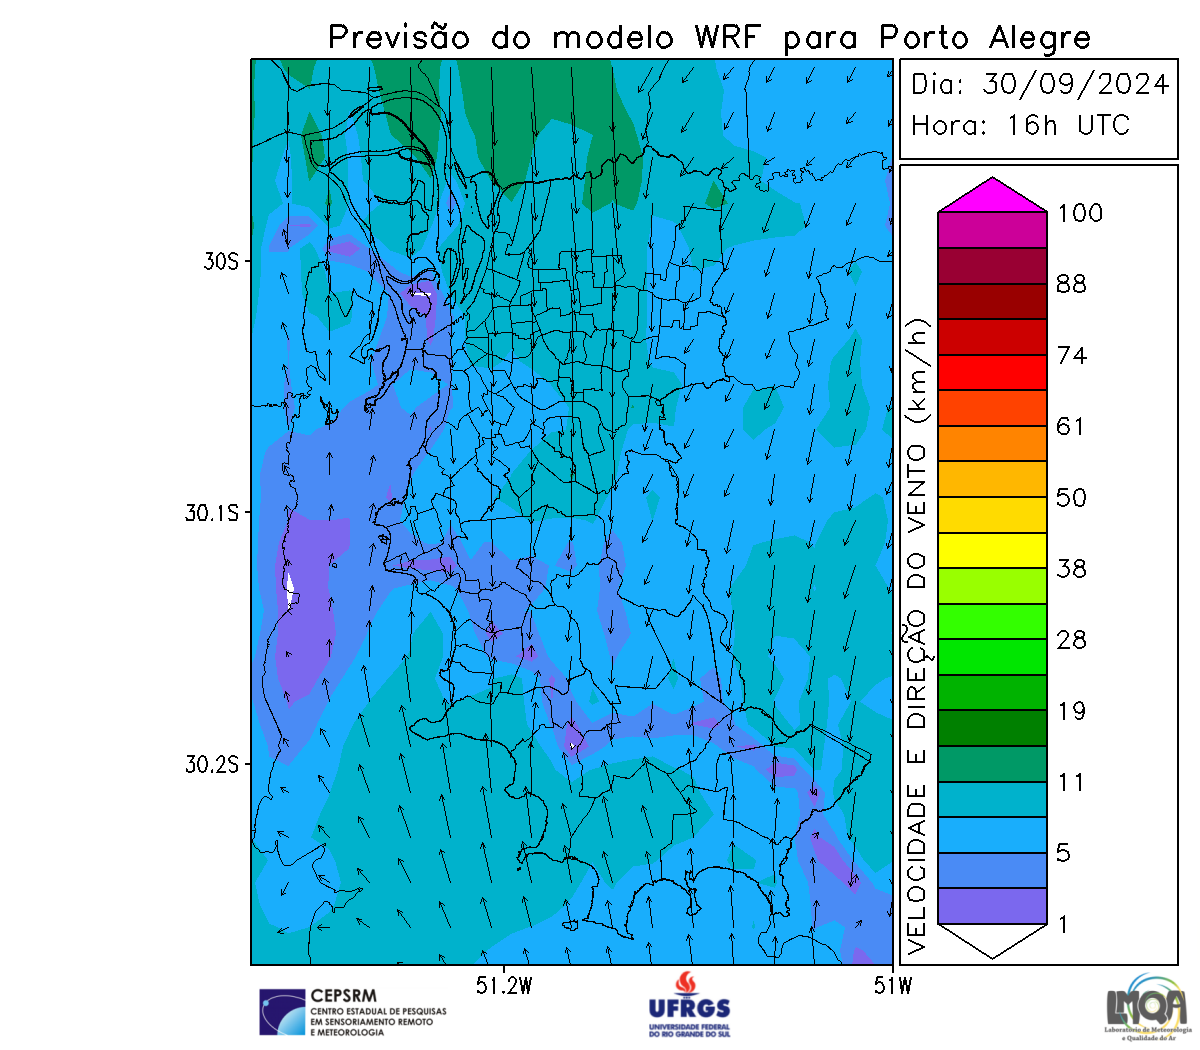 Previsão do modelo WRF para Porto Alegre
Dia: 30/09/2024
Hora: 16h UTC
30S
30.1S
30.2S
51.2W
51W
VELOCIDADE E DIREÇÃO DO VENTO (km/h)
100
88
74
61
50
38
28
19
11
5
1
CEPSRM
CENTRO ESTADUAL DE PESQUISAS
EM SENSORIAMENTO REMOTO
E METEOROLOGIA
UFRGS
UNIVERSIDADE FEDERAL
DO RIO GRANDE DO SUL
LMQA
Laboratório de Meteorologia
e Qualidade do Ar